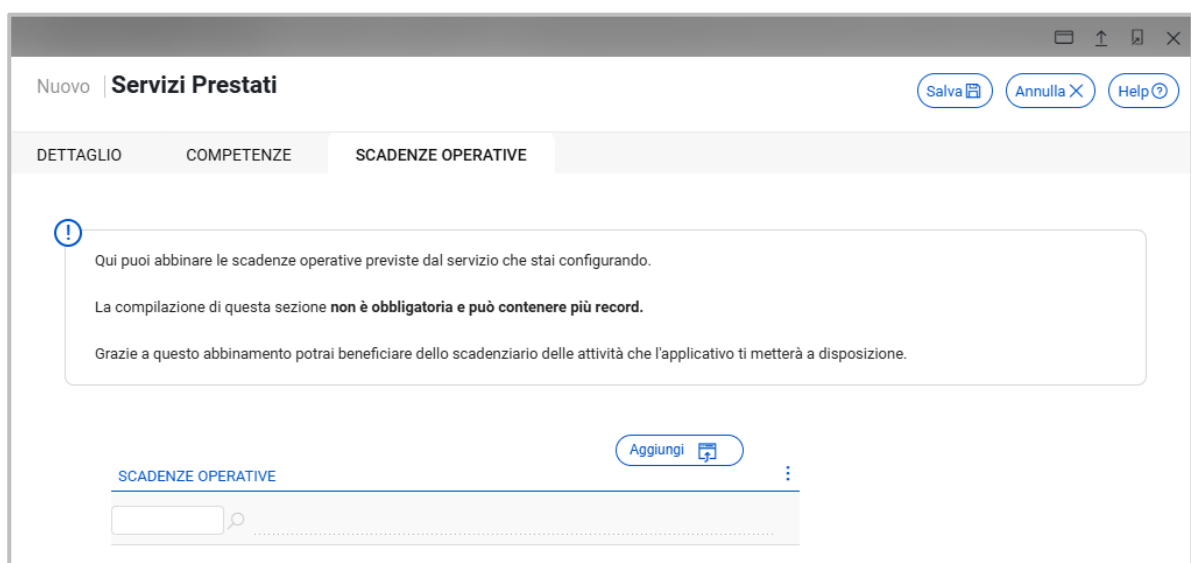 Nuovo Servizi Prestati
Salva Annulla Help
DETTAGLIO COMPETENZE SCADENZE OPERATIVE
Qui puoi abbinare le scadenze operative previste dal servizio che stai configurando.
La compilazione di questa sezione non è obbligatoria e può contenere più record.
Grazie a questo abbinamento potrai beneficiare dello scadenziario delle attività che l'applicativo ti metterà a disposizione.
Aggiungi
SCADENZE OPERATIVE